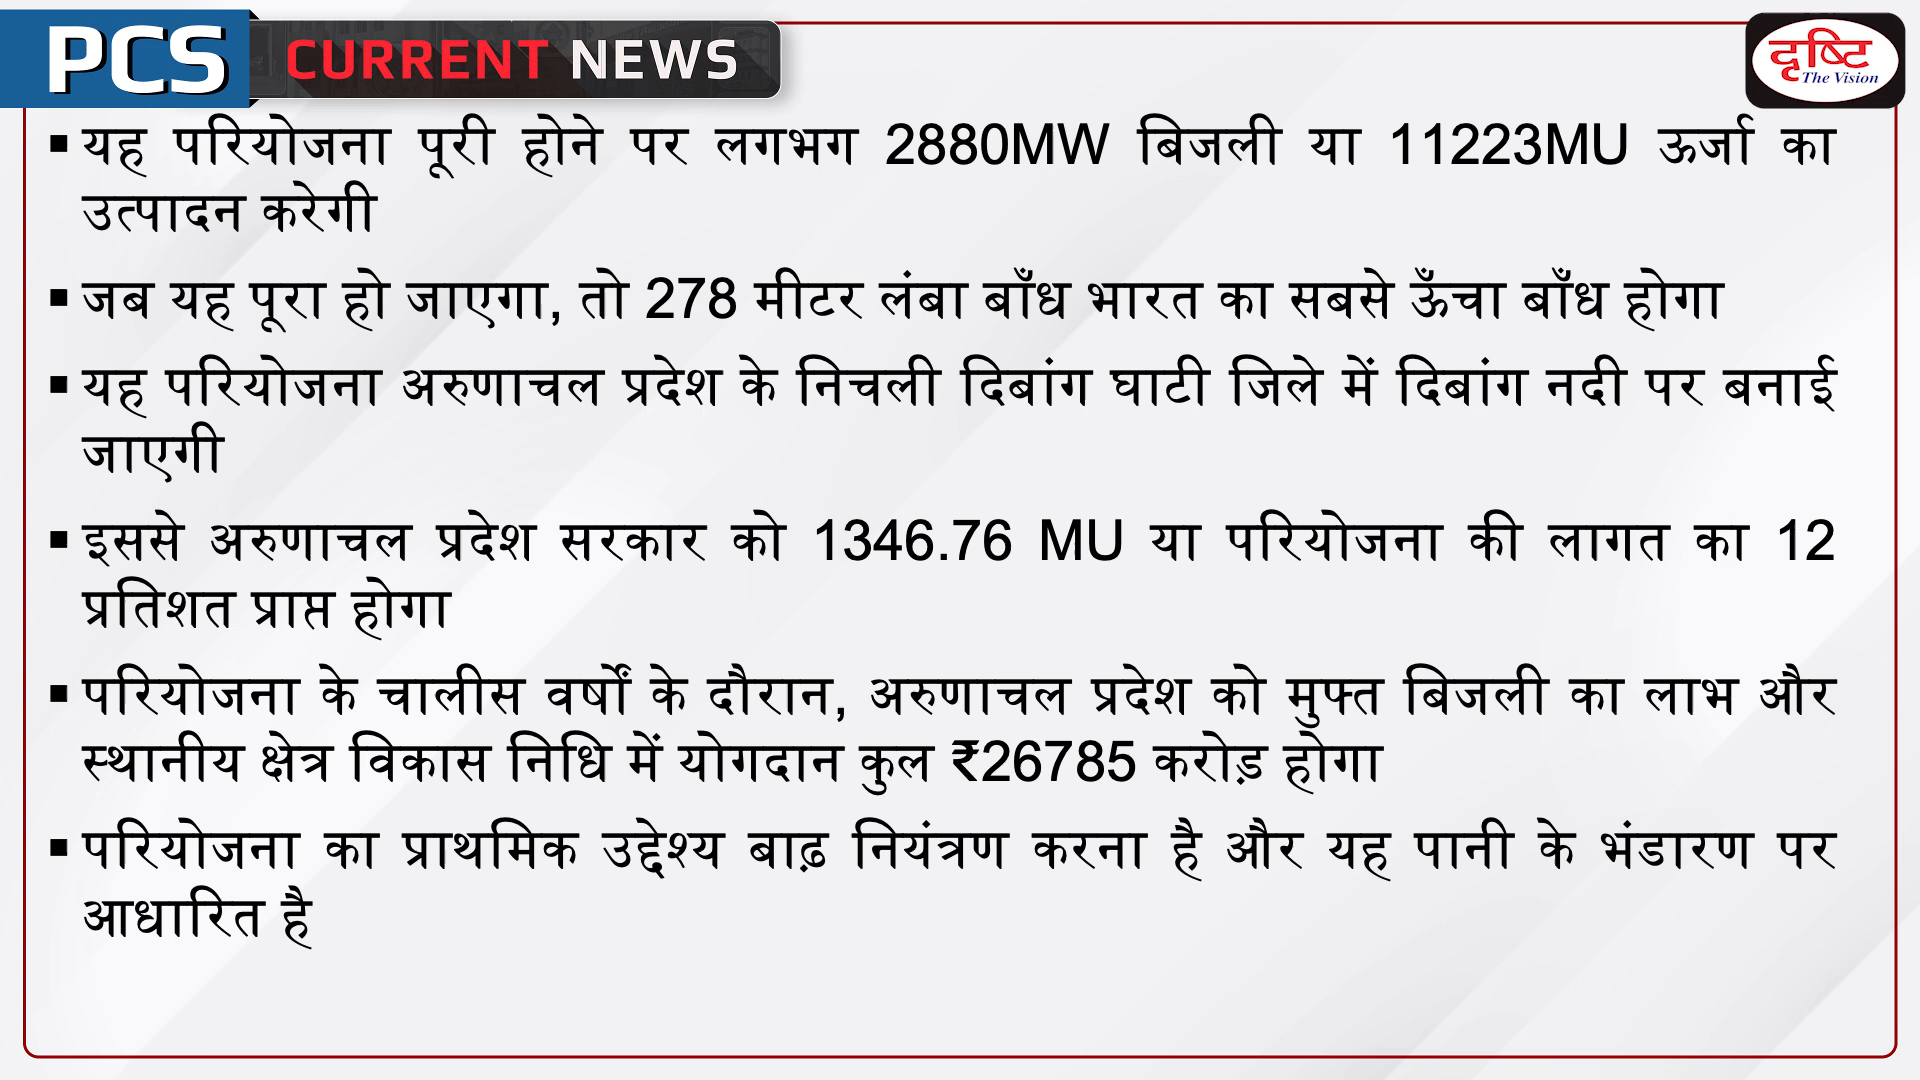 PCS CURRENT NEWS
दृष्टि
The Vision
▪ यह परियोजना पूरी होने पर लगभग 2880MW बिजली या 11223MU ऊर्जा का
उत्पादन करेगी
▪ जब यह पूरा हो जाएगा, तो 278 मीटर लंबा बाँध भारत का सबसे ऊँचा बाँध होगा
▪ यह परियोजना अरुणाचल प्रदेश के निचली दिबांग घाटी जिले में दिबांग नदी पर बनाई
जाएगी
▪ इससे अरुणाचल प्रदेश सरकार को 1346.76 MU या परियोजना की लागत का 12
प्रतिशत प्राप्त होगा
▪ परियोजना के चालीस वर्षों के दौरान, अरुणाचल प्रदेश को मुफ्त बिजली का लाभ और
स्थानीय क्षेत्र विकास निधि में योगदान कुल ₹26785 करोड़ होगा
▪ परियोजना का प्राथमिक उद्देश्य बाढ़ नियंत्रण करना है और यह पानी के भंडारण पर
आधारित है